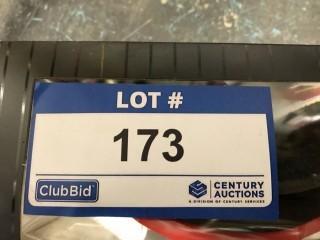 LOT #
173
ClubBid
CENTURY
AUCTIONS
A DIVISION OF CENTURY SERVICES